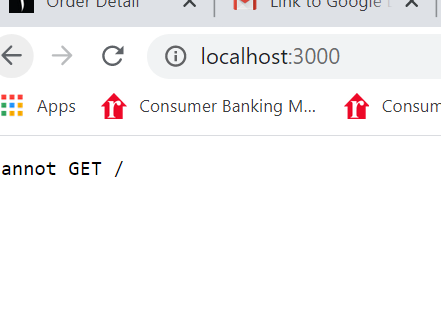 Order Detail
Link to Google
localhost:3000
Apps
Consumer Banking M...
Consum
annot GET /